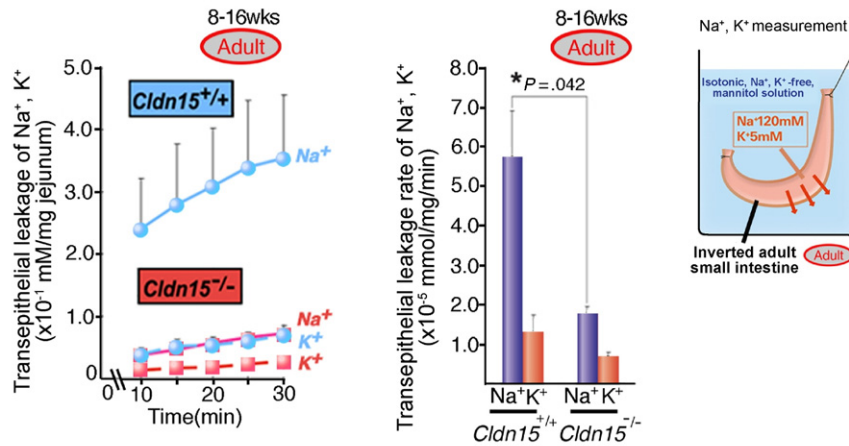 8-16wks
Adult
Transepithelial leakage of Na⁺, K⁺
(x10⁻¹ mM/mg jejunum)
5.0
4.0
3.0
2.0
1.0
0
Cldn15⁺/⁺
Na⁺
Cldn15⁻/⁻
Na⁺
K⁺
K⁺
0 10 20 30
Time(min)
8-16wks
Adult
Transepithelial leakage rate of Na⁺, K⁺
(x10⁻⁵ mmol/mg/min)
8.0
7.0
6.0
5.0
4.0
3.0
2.0
1.0
* P=.042
Na⁺K⁺ Na⁺K⁺
Cldn15⁺/⁺ Cldn15⁻/⁻
Na⁺, K⁺ measurement
Isotonic, Na⁺, K⁺-free,
mannitol solution
Na⁺120mM
K⁺5mM
Inverted adult
small intestine
Adult